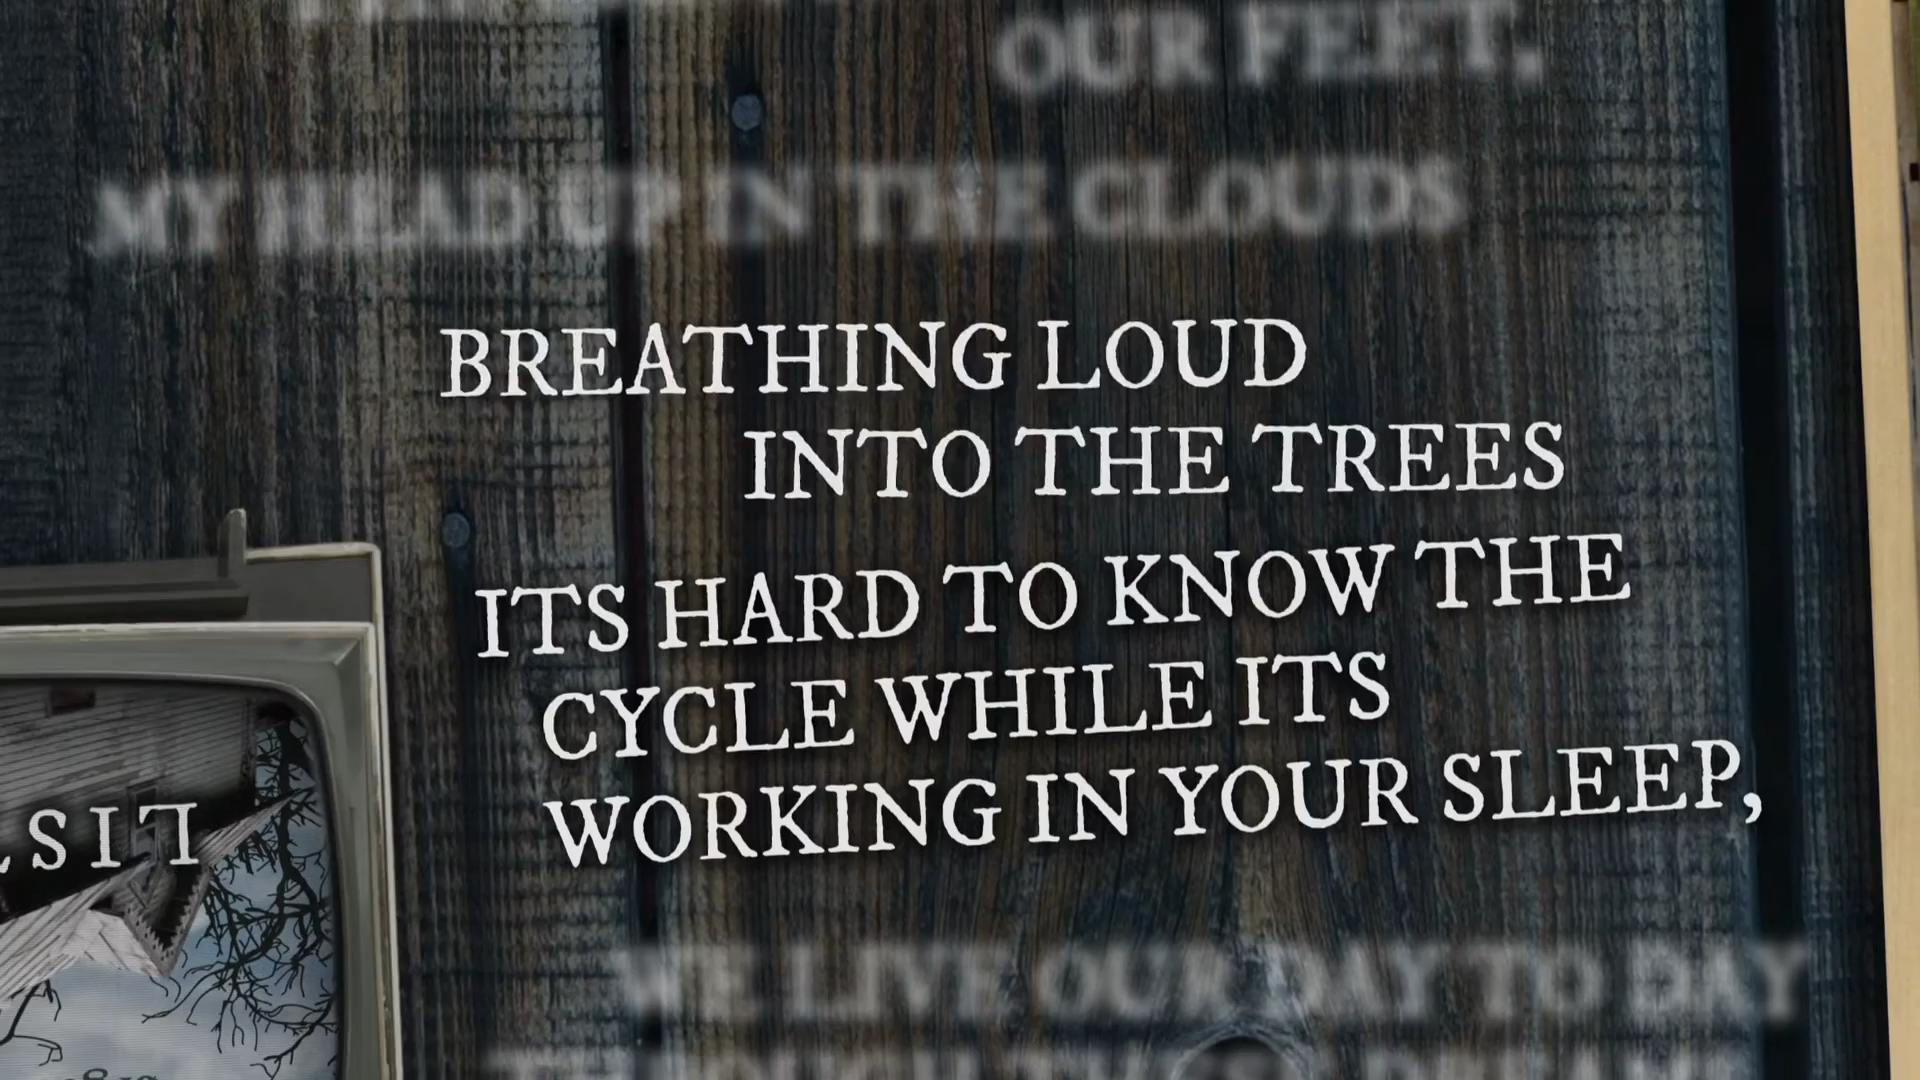 OUR FEET.
MY HEAD UP IN THE CLOUDS
BREATHING LOUD
INTO THE TREES
ITS HARD TO KNOW THE
CYCLE WHILE ITS
WORKING IN YOUR SLEEP,
WE LIVE OUR DAY TO DAY